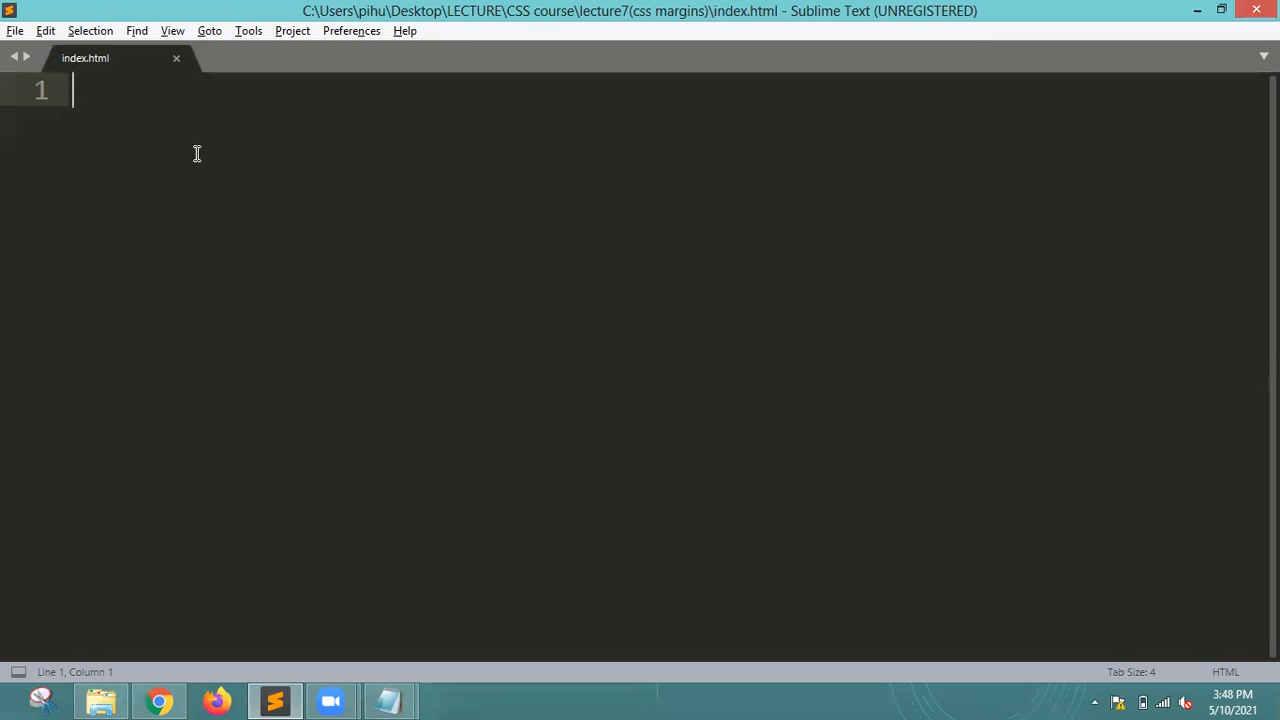 C:\Users\pihu\Desktop\LECTURE\CSS course\lecture7(css margins)\index.html - Sublime Text (UNREGISTERED)
File Edit Selection Find View Goto Tools Project Preferences Help
index.html
1
Line 1, Column 1 Tab Size: 4 HTML
3:48 PM
5/10/2021